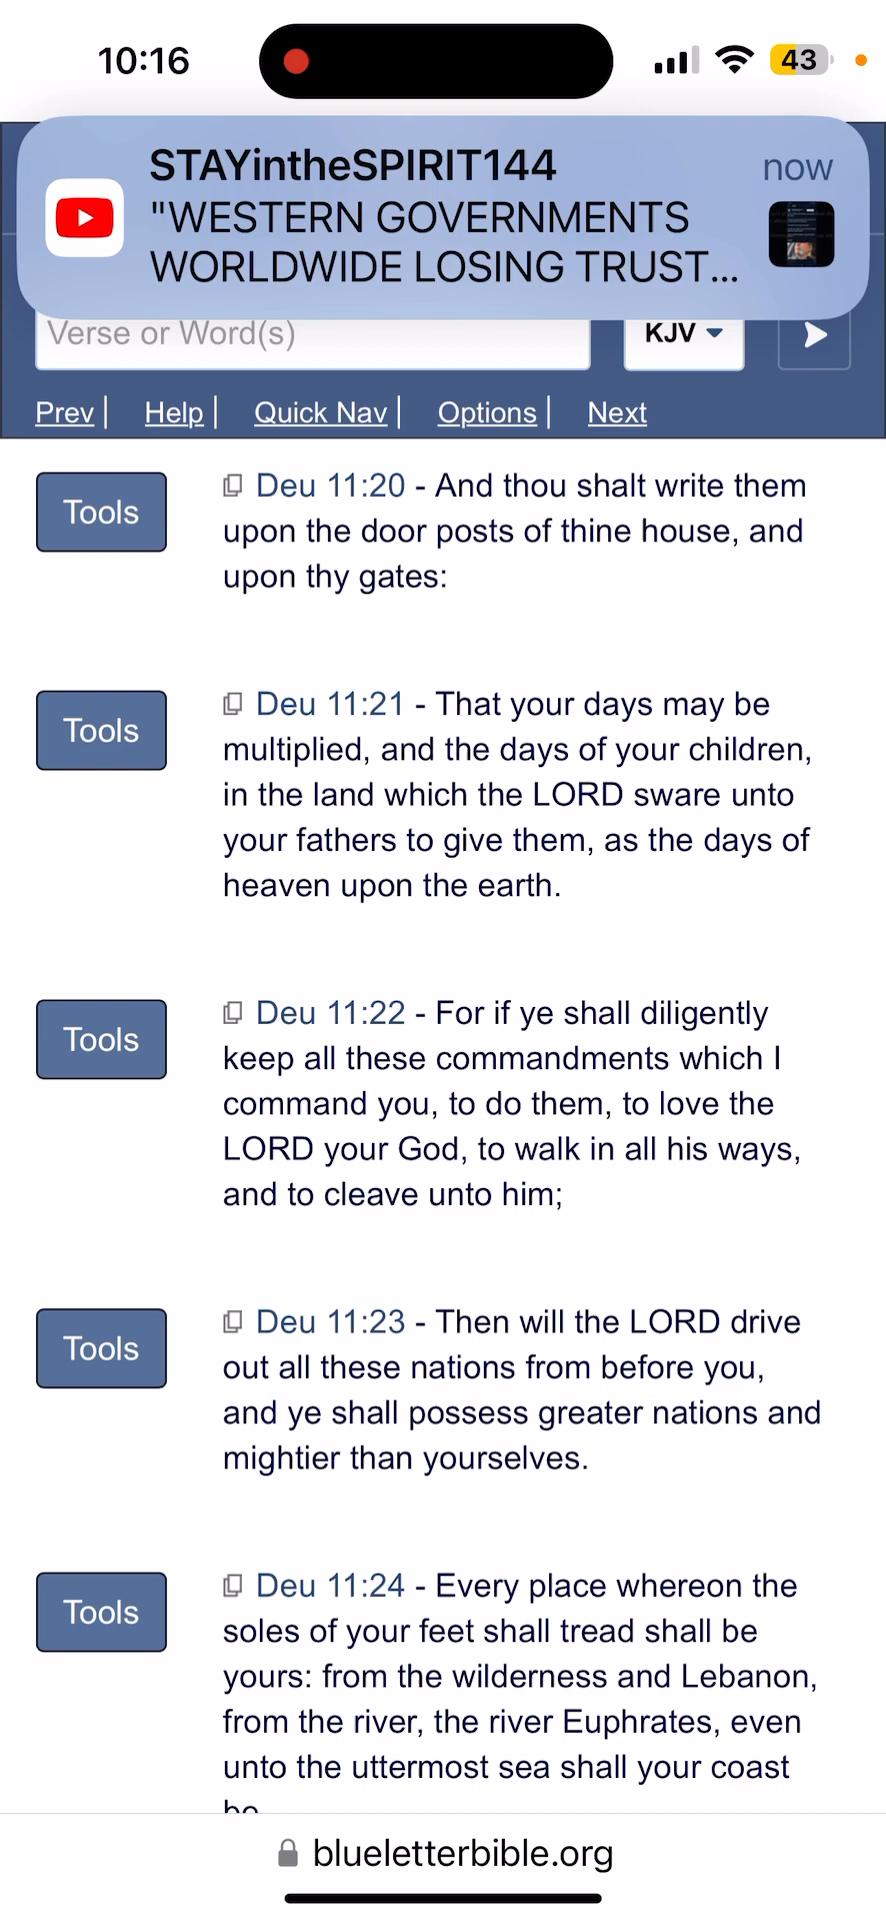 10:16
43
STAYintheSPIRIT144
now
"WESTERN GOVERNMENTS
WORLDWIDE LOSING TRUST...
Verse or Word(s)
KJV
Prev | Help | Quick Nav | Options | Next
Tools
Deu 11:20 - And thou shalt write them
upon the door posts of thine house, and
upon thy gates:
Tools
Deu 11:21 - That your days may be
multiplied, and the days of your children,
in the land which the LORD sware unto
your fathers to give them, as the days of
heaven upon the earth.
Tools
Deu 11:22 - For if ye shall diligently
keep all these commandments which I
command you, to do them, to love the
LORD your God, to walk in all his ways,
and to cleave unto him;
Tools
Deu 11:23 - Then will the LORD drive
out all these nations from before you,
and ye shall possess greater nations and
mightier than yourselves.
Tools
Deu 11:24 - Every place whereon the
soles of your feet shall tread shall be
yours: from the wilderness and Lebanon,
from the river, the river Euphrates, even
unto the uttermost sea shall your coast
be
blueletterbible.org